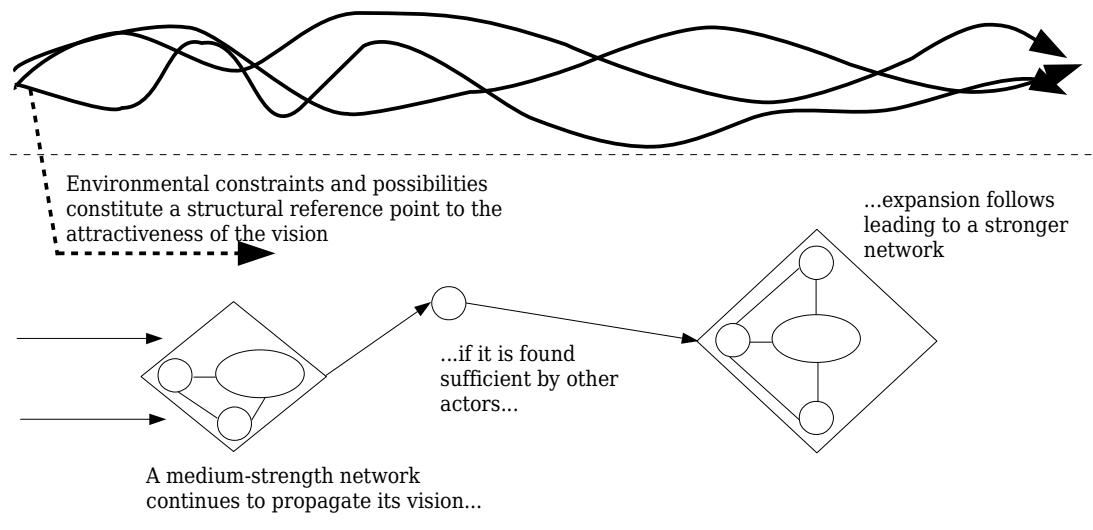 Environmental constraints and possibilities
constitute a structural reference point to the
attractiveness of the vision
...expansion follows
leading to a stronger
network
...if it is found
sufficient by other
actors...
A medium-strength network
continues to propagate its vision...